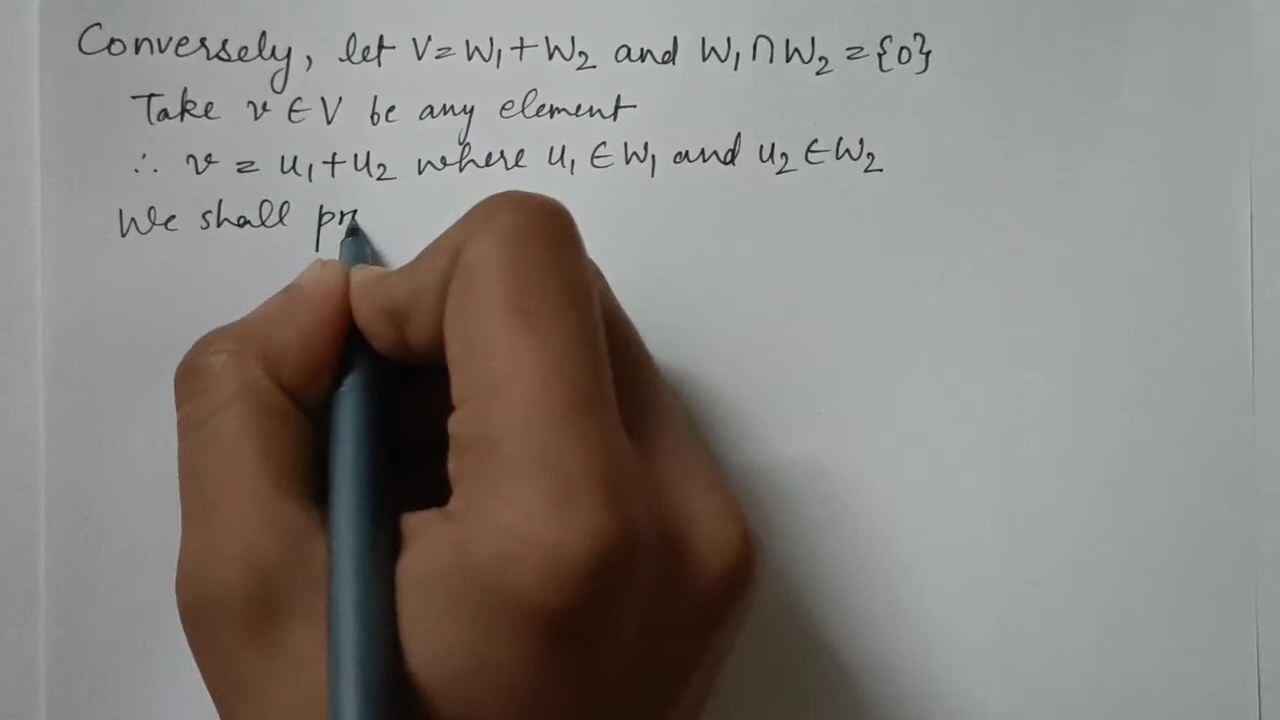 Conversely, let V=W₁+W₂ and W₁∩W₂={0}
Take v∈V be any element
∴ v = u₁+u₂ where u₁∈W₁ and u₂∈W₂
We shall pr